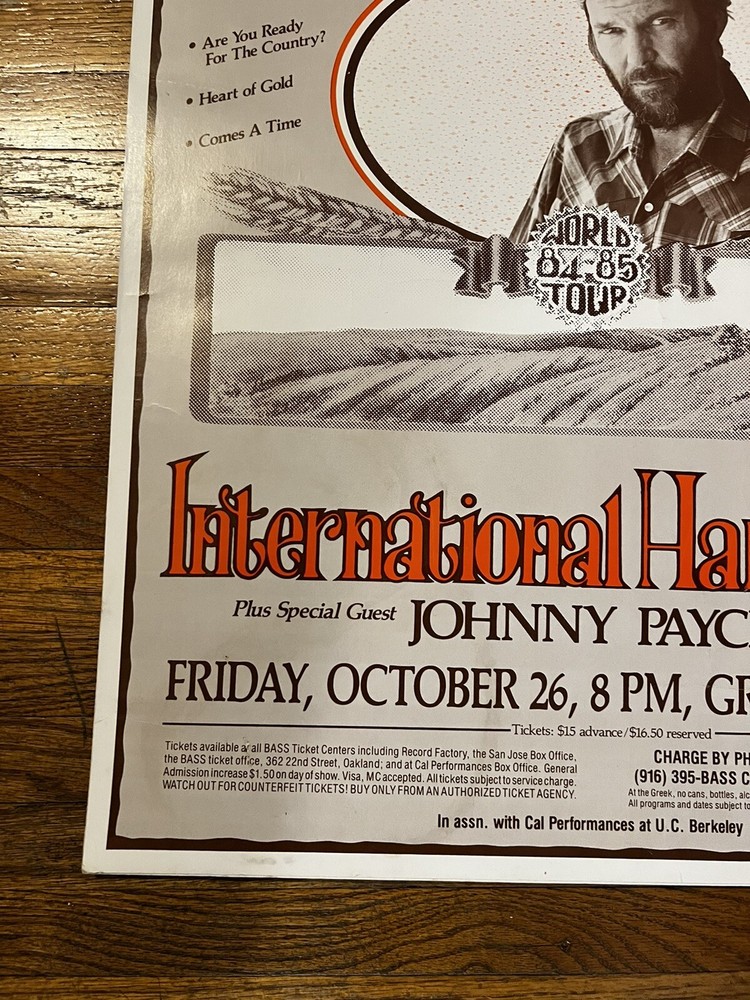 • Are You Ready
For The Country?
• Heart of Gold
• Comes A Time
WORLD
84-85
TOUR
International Ha
Plus Special Guest JOHNNY PAYC
FRIDAY, OCTOBER 26, 8 PM, GR
Tickets: $15 advance/$16.50 reserved
Tickets available at all BASS Ticket Centers including Record Factory, the San Jose Box Office,
the BASS ticket office, 362 22nd Street, Oakland; and at Cal Performances Box Office. General
Admission increase $1.50 on day of show. Visa, MC accepted. All tickets subject to service charge.
WATCH OUT FOR COUNTERFEIT TICKETS! BUY ONLY FROM AN AUTHORIZED TICKET AGENCY.
CHARGE BY PH
(916) 395-BASS C
At the Greek, no cans, bottles, alc
All programs and dates subject to
In assn. with Cal Performances at U.C. Berkeley